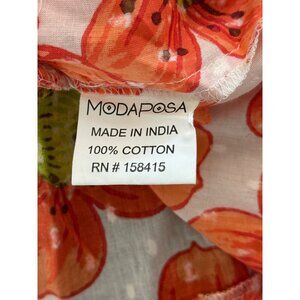 MODAPOSA
MADE IN INDIA
100% COTTON
RN # 158415